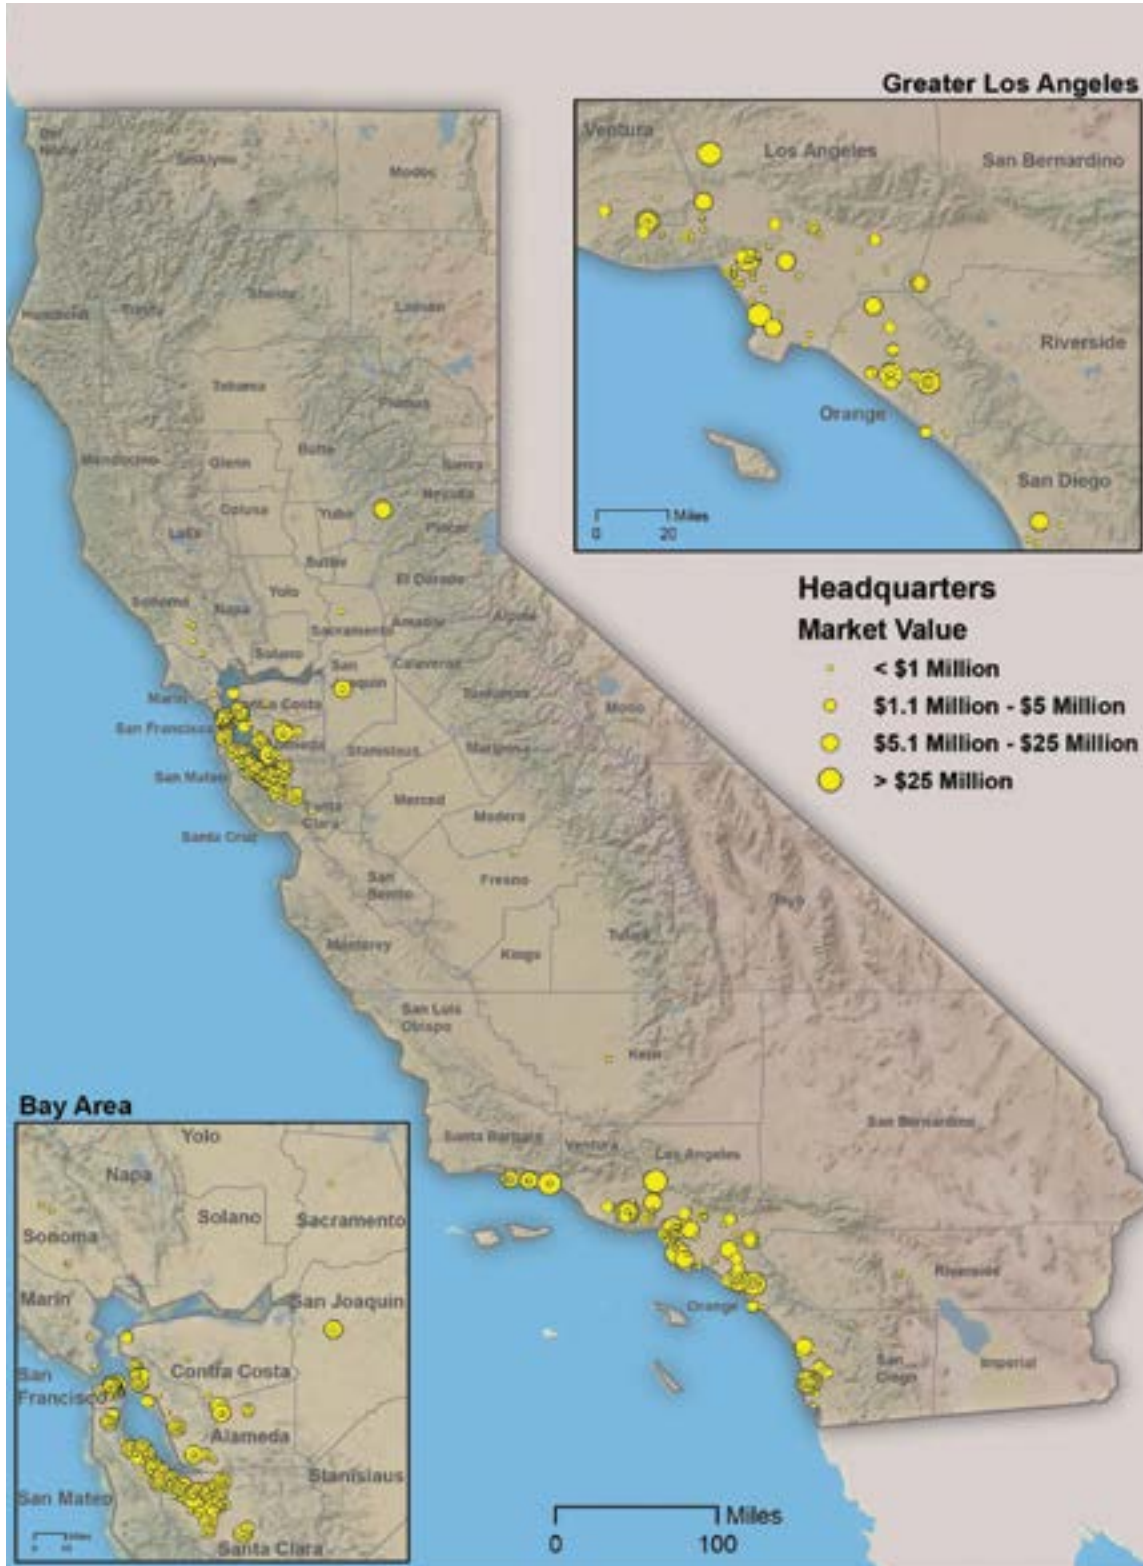 Greater Los Angeles
Ventura
Los Angeles
San Bernardino
Riverside
Orange
San Diego
Miles
0 20
Headquarters
Market Value
< $1 Million
$1.1 Million - $5 Million
$5.1 Million - $25 Million
> $25 Million
Del
Norte
Siskiyou
Modoc
Humboldt
Trinity
Shasta
Lassen
Tehama
Plumas
Mendocino
Glenn
Butte
Sierra
Colusa
Yuba
Nevada
Placer
Lake
Sutter
El Dorado
Sonoma
Napa
Yolo
Sacramento
Amador
Alpine
Solano
San
Calaveras
Marin
Tuolumne
Mono
San Francisco
Stanislaus
Mariposa
San Mateo
Merced
Madera
Clara
Santa Cruz
San
Benito
Fresno
Inyo
Monterey
Kings
Tulare
San Luis
Obispo
Kern
Santa Barbara
Ventura
Los Angeles
San Bernardino
Orange
Riverside
San
Diego
Imperial
Bay Area
Yolo
Napa
Solano
Sacramento
Sonoma
Marin
San Joaquin
San
Francisco
Contra Costa
Alameda
Stanislaus
San Mateo
Santa Clara
Miles
0 100